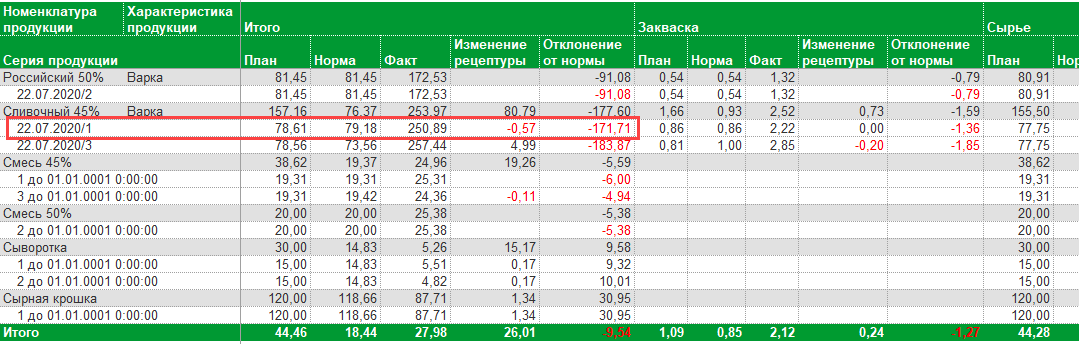 Номенклатура продукции Характеристика продукции Итого Закваска Сырье
Серия продукции План Норма Факт Изменение рецептуры Отклонение от нормы План Норма Факт Изменение рецептуры Отклонение от нормы План Нор
Российский 50% Варка 81,45 81,45 172,53 -91,08 0,54 0,54 1,32 -0,79 80,91
22.07.2020/2 81,45 81,45 172,53 -91,08 0,54 0,54 1,32 -0,79 80,91
Сливочный 45% Варка 157,16 76,37 253,97 80,79 -177,60 1,66 0,93 2,52 0,73 -1,59 155,50
22.07.2020/1 78,61 79,18 250,89 -0,57 -171,71 0,86 0,86 2,22 0,00 -1,36 77,75
22.07.2020/3 78,56 73,56 257,44 4,99 -183,87 0,81 1,00 2,85 -0,20 -1,85 77,75
Смесь 45% 38,62 19,37 24,96 19,26 -5,59 38,62
1 до 01.01.0001 0:00:00 19,31 19,31 25,31 -6,00 19,31
3 до 01.01.0001 0:00:00 19,31 19,42 24,36 -0,11 -4,94 19,31
Смесь 50% 20,00 20,00 25,38 -5,38 20,00
2 до 01.01.0001 0:00:00 20,00 20,00 25,38 -5,38 20,00
Сыворотка 30,00 14,83 5,26 15,17 9,58 30,00
1 до 01.01.0001 0:00:00 15,00 14,83 5,51 0,17 9,32 15,00
2 до 01.01.0001 0:00:00 15,00 14,83 4,82 0,17 10,01 15,00
Сырная крошка 120,00 118,66 87,71 1,34 30,95 120,00
1 до 01.01.0001 0:00:00 120,00 118,66 87,71 1,34 30,95 120,00
Итого 44,46 18,44 27,98 26,01 -9,54 1,09 0,85 2,12 0,24 -1,27 44,28